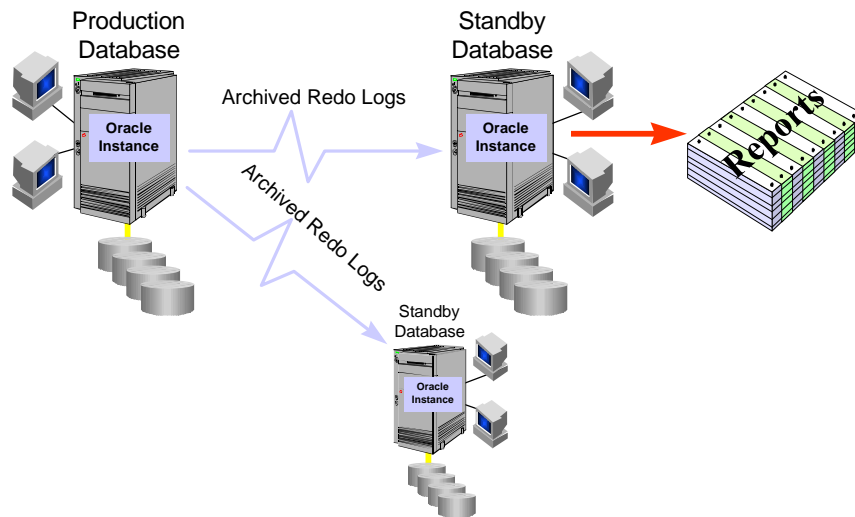 Production
Database
Standby
Database
Archived Redo Logs
Oracle
Instance
Oracle
Instance
Reports
Archived Redo Logs
Standby
Database
Oracle
Instance